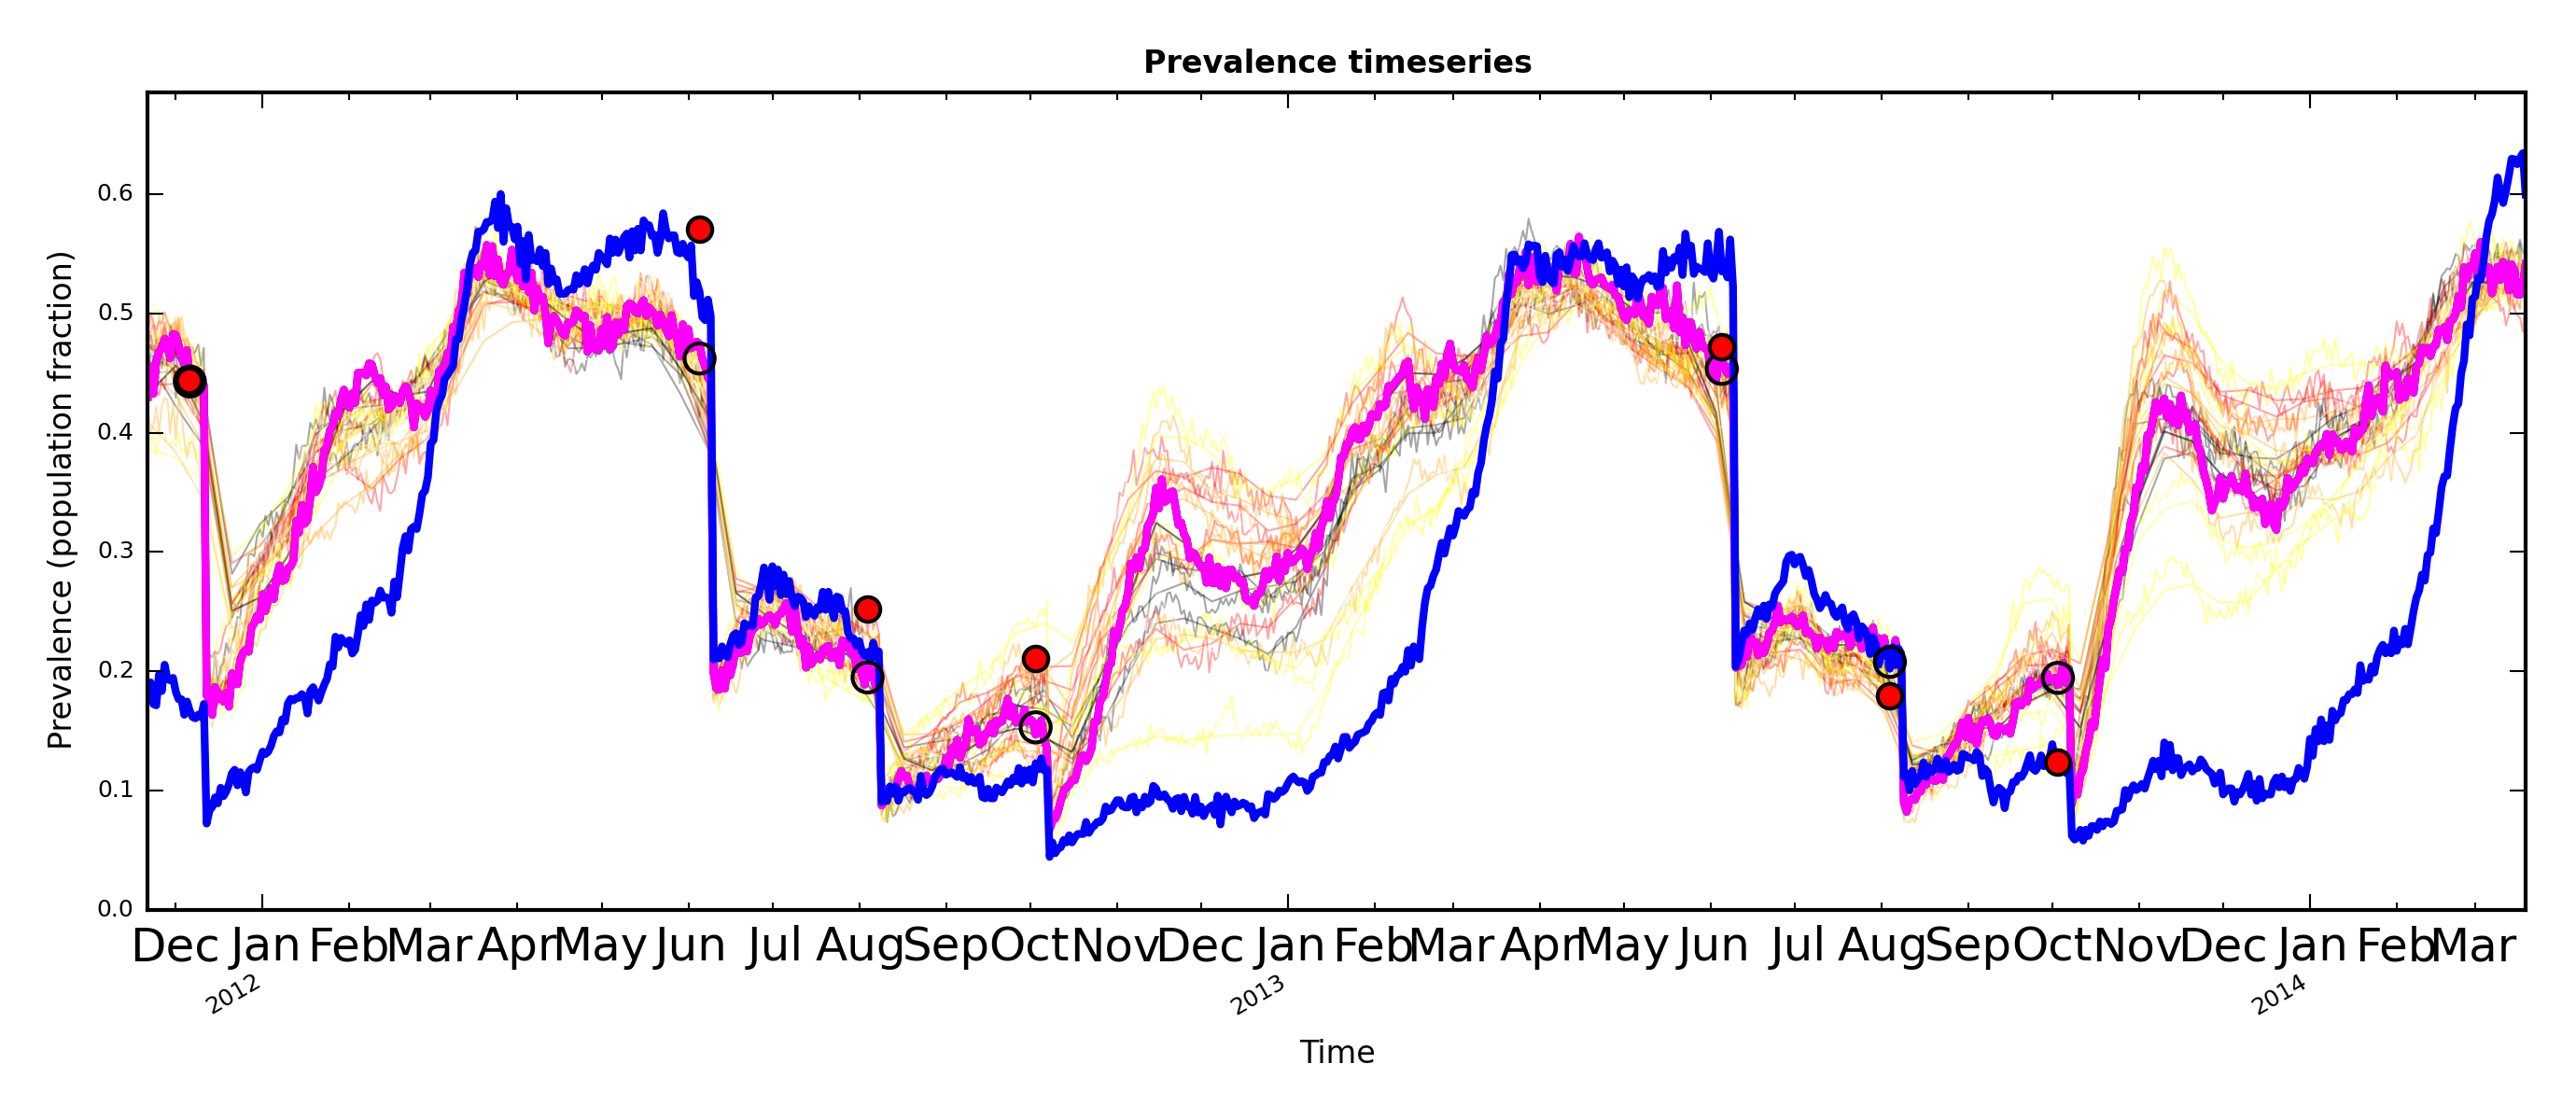 Prevalence timeseries
Prevalence (population fraction)
0.6
0.5
0.4
0.3
0.2
0.1
0.0
Dec Jan Feb Mar Apr May Jun Jul Aug Sep Oct Nov Dec Jan Feb Mar Apr May Jun Jul Aug Sep Oct Nov Dec Jan Feb Mar
2012 2013 2014
Time